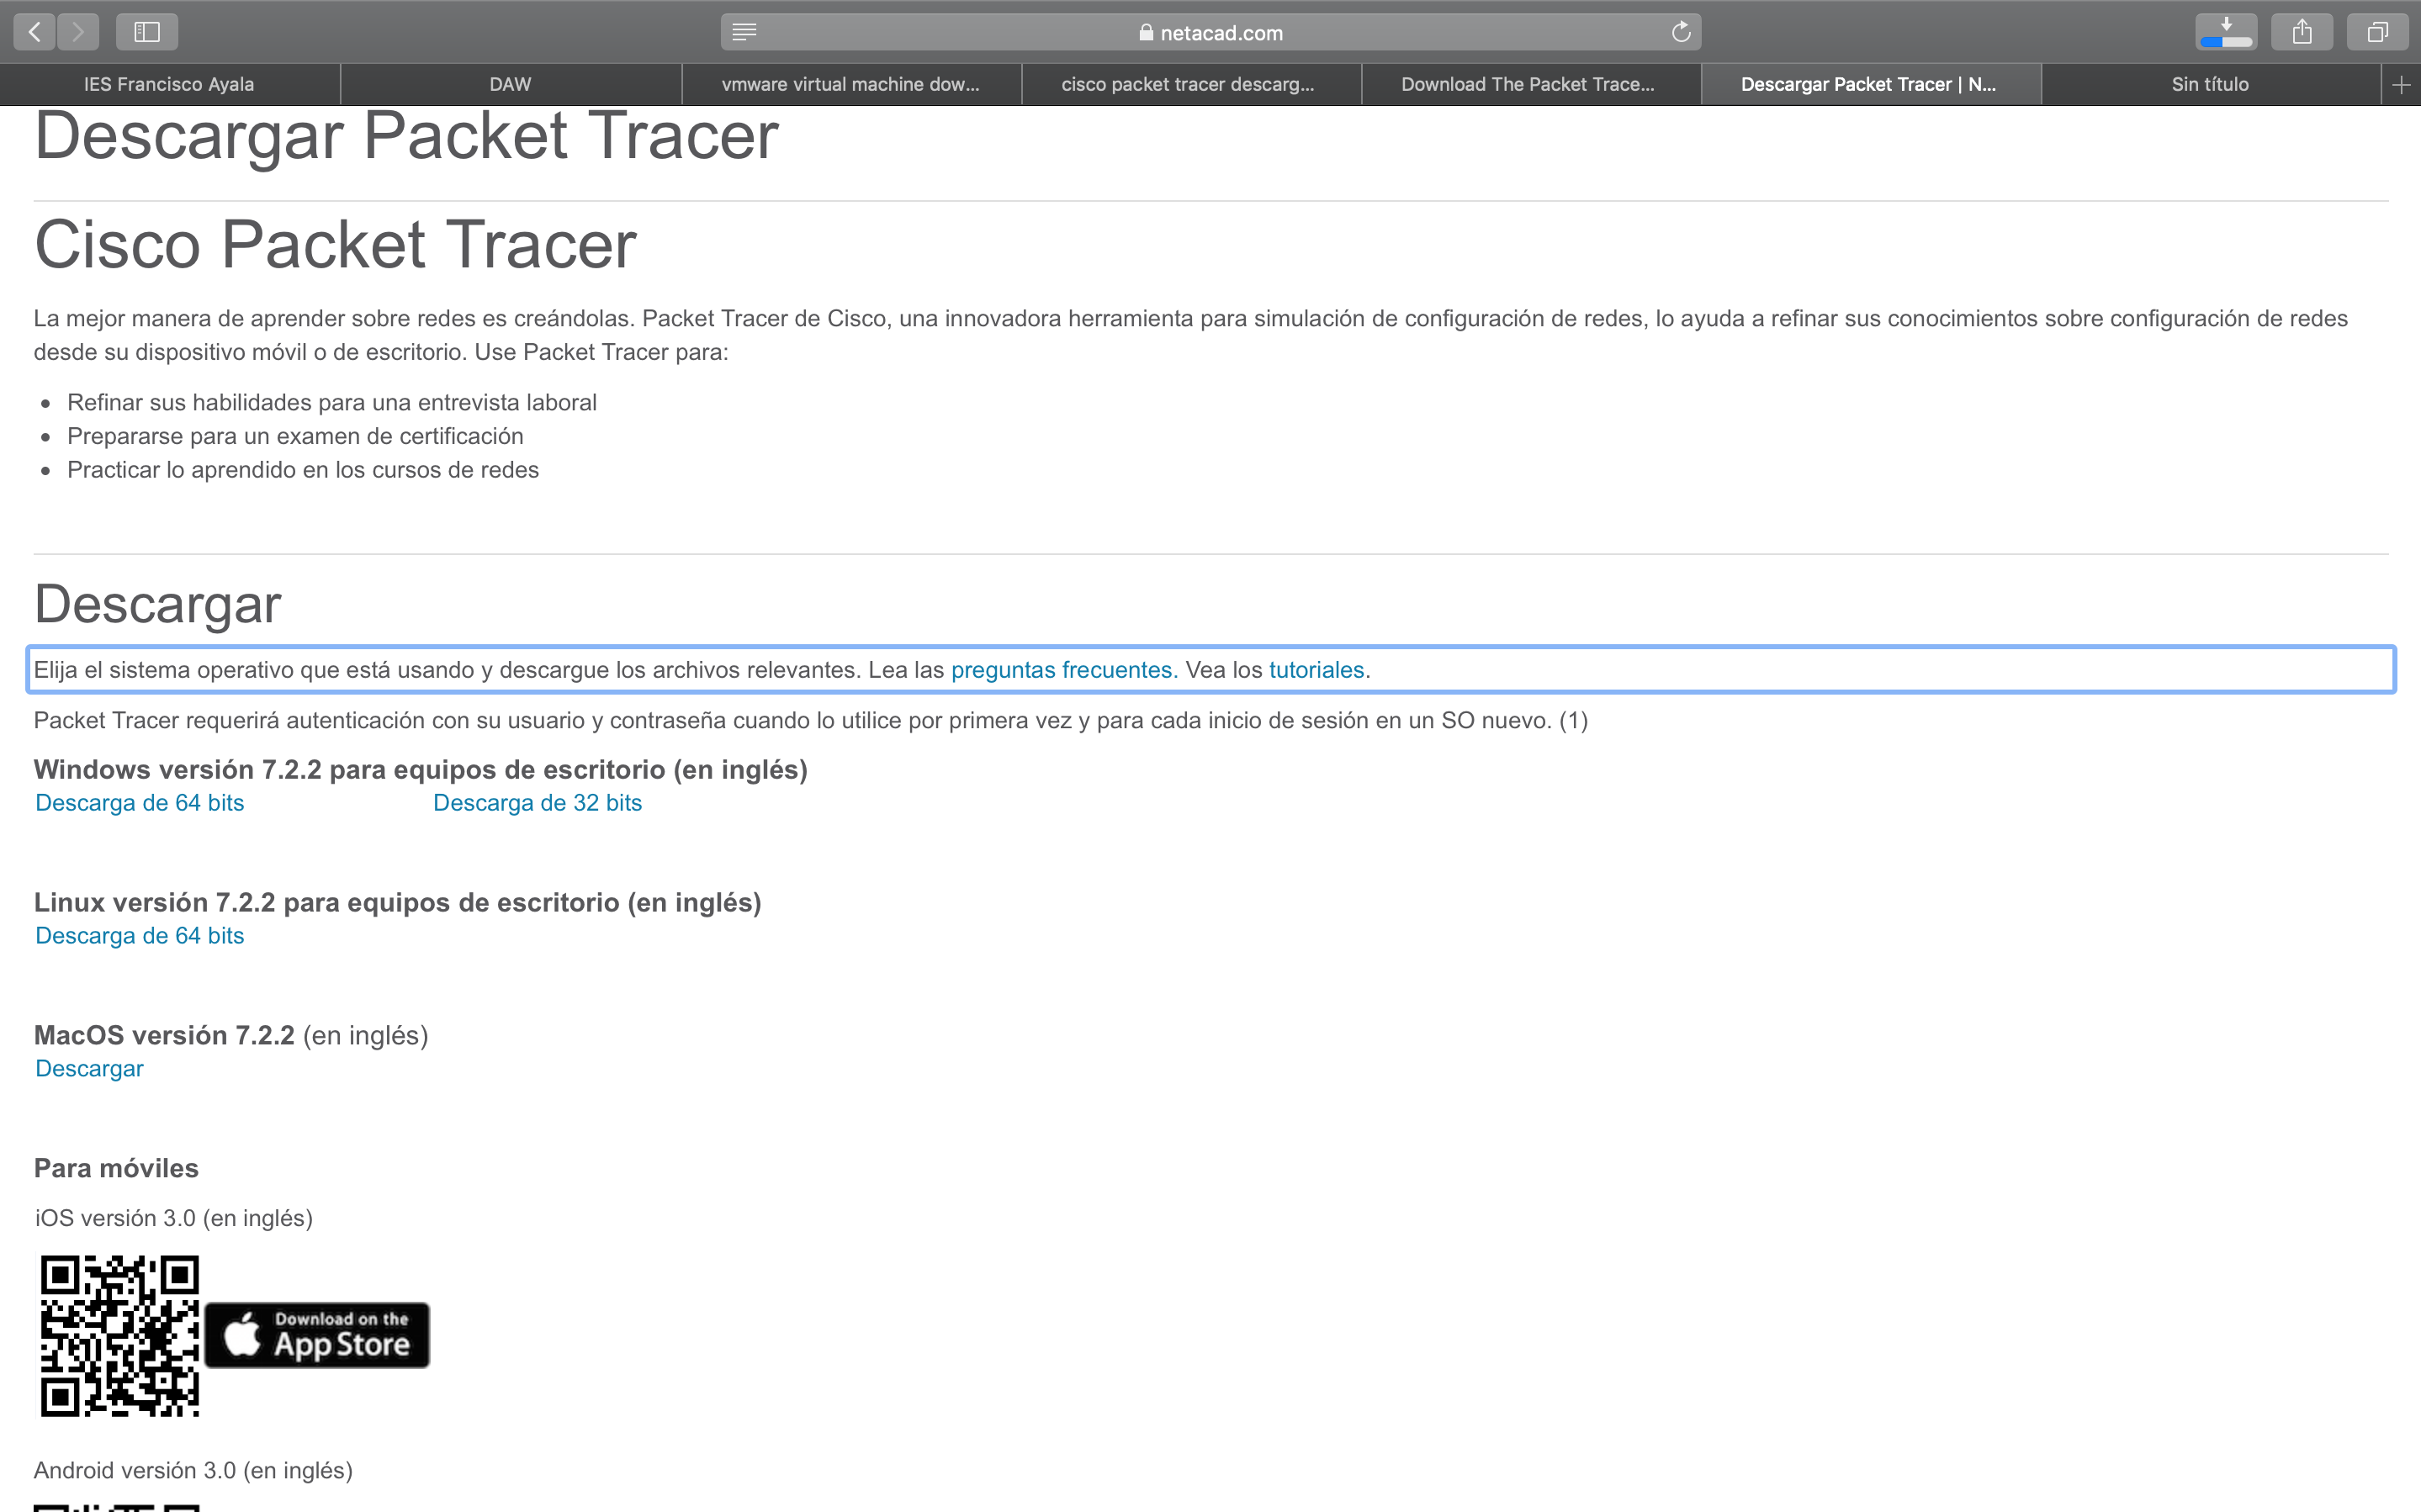 netacad.com
IES Francisco Ayala
DAW
vmware virtual machine dow...
cisco packet tracer descarg...
Download The Packet Trace...
Descargar Packet Tracer | N...
Sin título
Descargar Packet Tracer
Cisco Packet Tracer
La mejor manera de aprender sobre redes es creándolas. Packet Tracer de Cisco, una innovadora herramienta para simulación de configuración de redes, lo ayuda a refinar sus conocimientos sobre configuración de redes
desde su dispositivo móvil o de escritorio. Use Packet Tracer para:
• Refinar sus habilidades para una entrevista laboral
• Prepararse para un examen de certificación
• Practicar lo aprendido en los cursos de redes
Descargar
Elija el sistema operativo que está usando y descargue los archivos relevantes. Lea las preguntas frecuentes. Vea los tutoriales.
Packet Tracer requerirá autenticación con su usuario y contraseña cuando lo utilice por primera vez y para cada inicio de sesión en un SO nuevo. (1)
Windows versión 7.2.2 para equipos de escritorio (en inglés)
Descarga de 64 bits Descarga de 32 bits
Linux versión 7.2.2 para equipos de escritorio (en inglés)
Descarga de 64 bits
MacOS versión 7.2.2 (en inglés)
Descargar
Para móviles
iOS versión 3.0 (en inglés)
Download on the
App Store
Android versión 3.0 (en inglés)